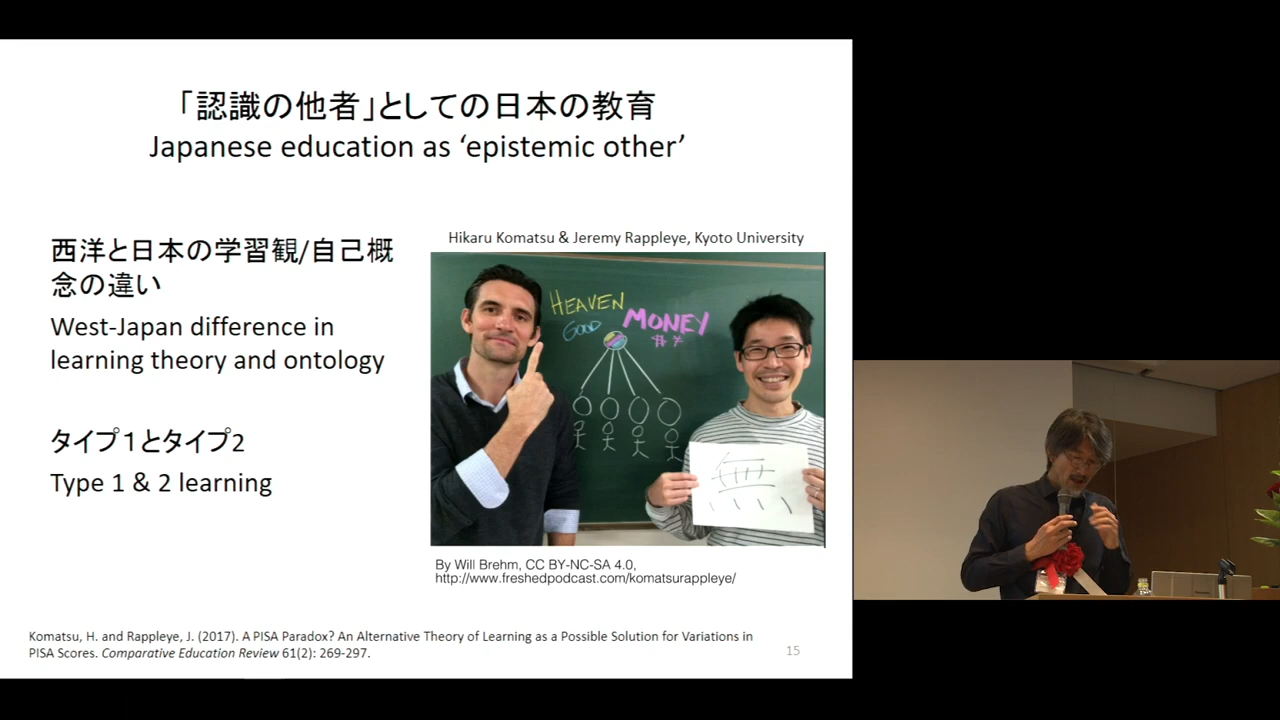 「認識の他者」としての日本の教育
Japanese education as ‘epistemic other’
西洋と日本の学習観/自己概
念の違い
West-Japan difference in
learning theory and ontology
タイプ1とタイプ2
Type 1 & 2 learning
Hikaru Komatsu & Jeremy Rappleye, Kyoto University
HEAVEN
GOOD
MONEY
# ¥
無
By Will Brehm, CC BY-NC-SA 4.0,
http://www.freshedpodcast.com/komatsurappleye/
Komatsu, H. and Rappleye, J. (2017). A PISA Paradox? An Alternative Theory of Learning as a Possible Solution for Variations in
PISA Scores. Comparative Education Review 61(2): 269-297.
15